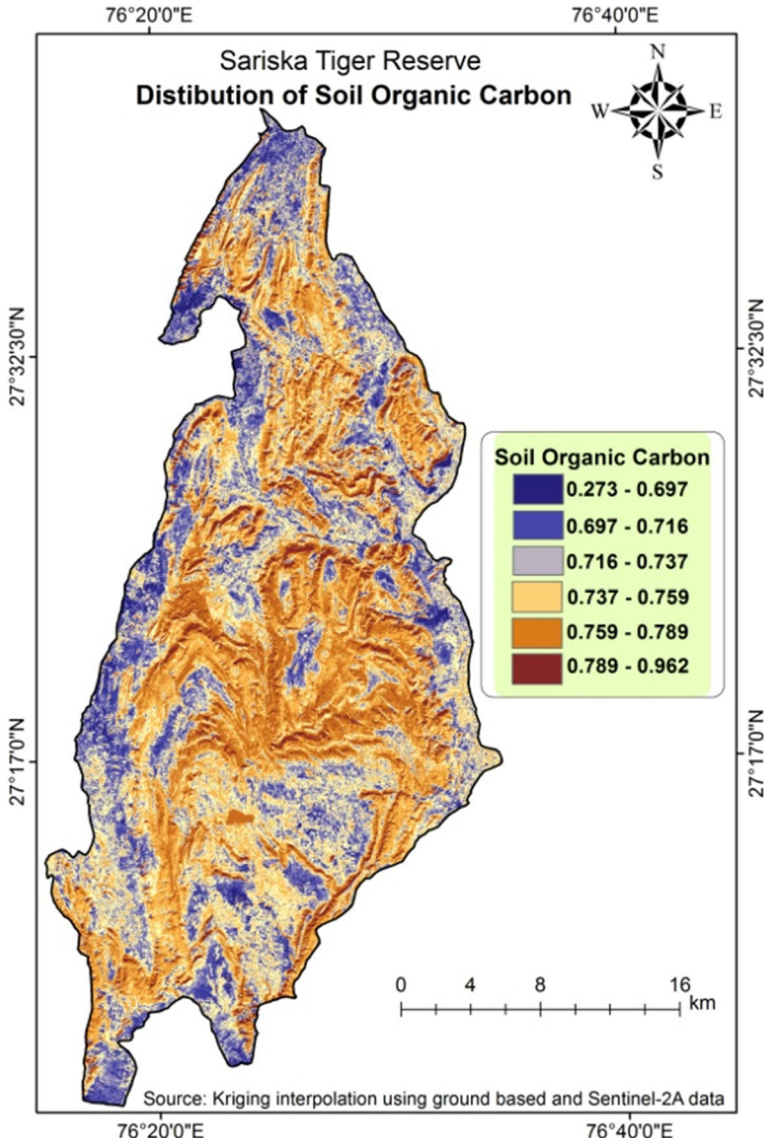 76°20'0"E
76°40'0"E
Sariska Tiger Reserve
Distibution of Soil Organic Carbon
N
W
E
S
27°32'30"N
27°32'30"N
Soil Organic Carbon
0.273 - 0.697
0.697 - 0.716
0.716 - 0.737
0.737 - 0.759
0.759 - 0.789
0.789 - 0.962
27°17'0"N
27°17'0"N
0 4 8 16
km
Source: Kriging interpolation using ground based and Sentinel-2A data
76°20'0"E
76°40'0"E